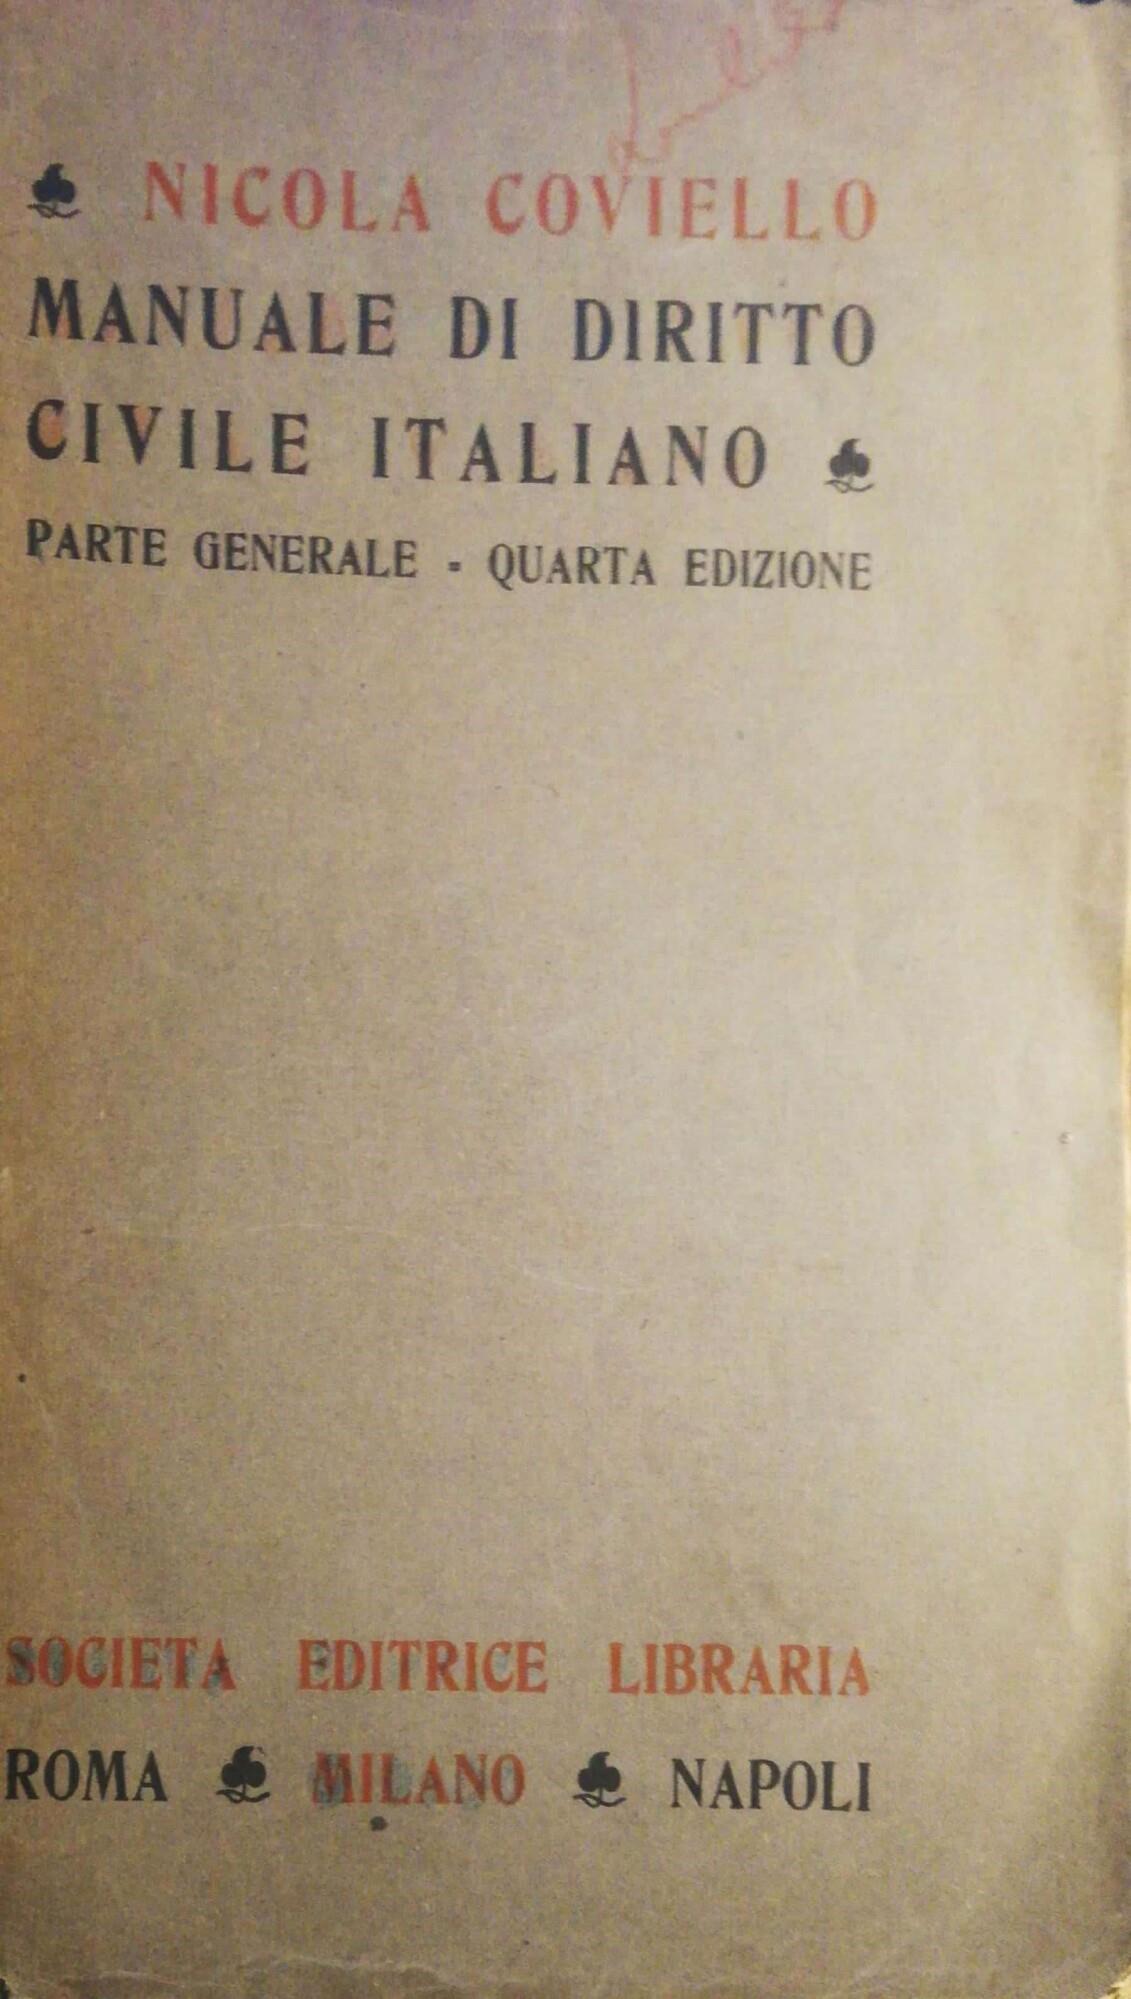 NICOLA COVIELLO
MANUALE DI DIRITTO
CIVILE ITALIANO
PARTE GENERALE - QUARTA EDIZIONE
SOCIETA EDITRICE LIBRARIA
ROMA MILANO NAPOLI